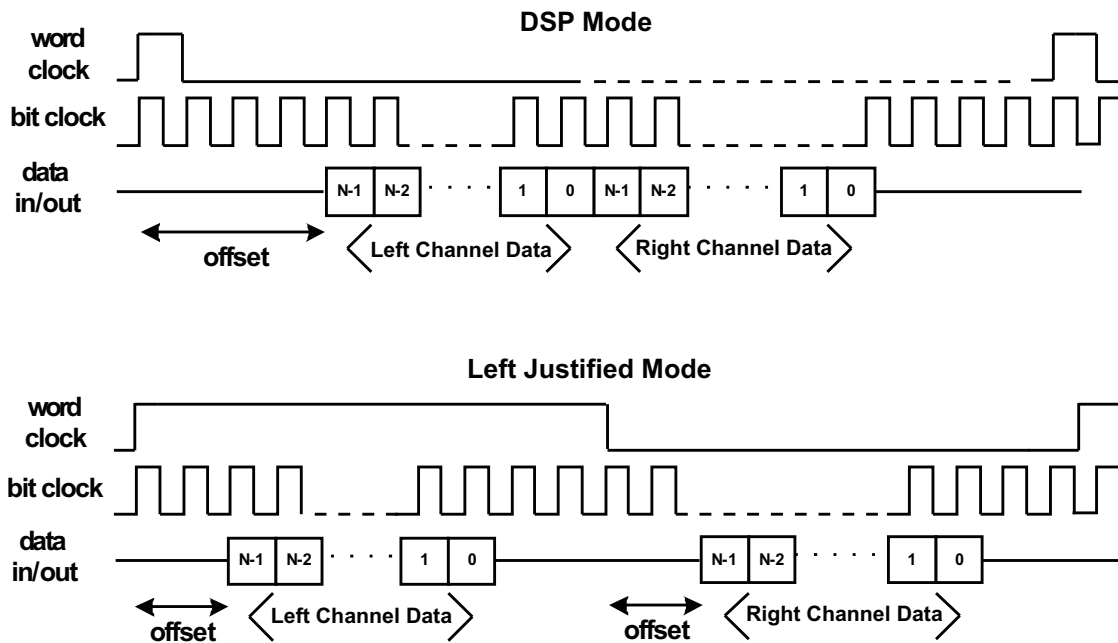 DSP Mode
word
clock
bit clock
data
in/out
N-1 N-2 1 0 N-1 N-2 1 0
offset
Left Channel Data
Right Channel Data
Left Justified Mode
word
clock
bit clock
data
in/out
N-1 N-2 1 0 N-1 N-2 1 0
offset
Left Channel Data
offset
Right Channel Data